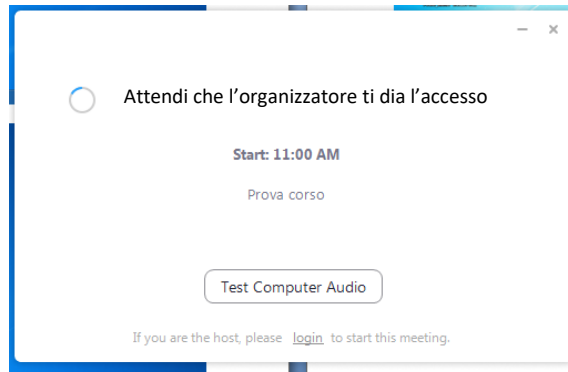 Attendi che l’organizzatore ti dia l’accesso
Start: 11:00 AM
Prova corso
Test Computer Audio
If you are the host, please login to start this meeting.